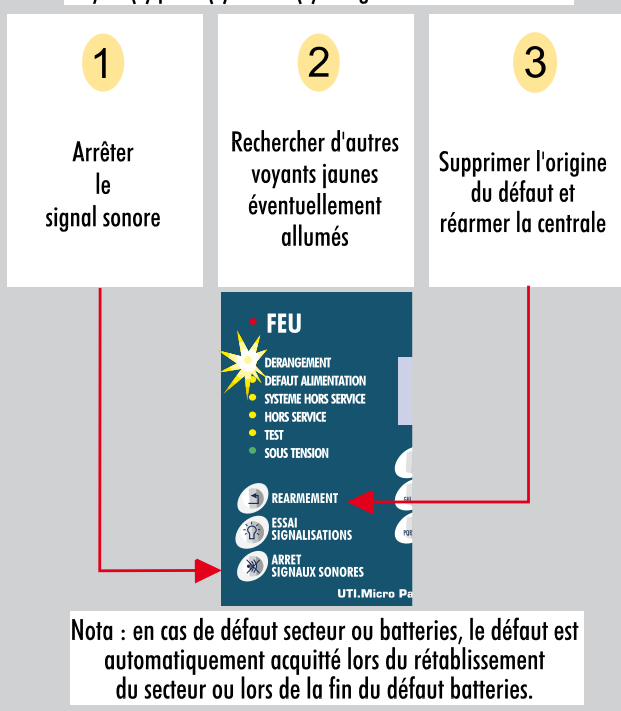 1
Arrêter
le
signal sonore
2
Rechercher d'autres
voyants jaunes
éventuellement
allumés
3
Supprimer l'origine
du défaut et
réarmer la centrale
FEU
DERANGEMENT
DEFAUT ALIMENTATION
SYSTEME HORS SERVICE
HORS SERVICE
TEST
SOUS TENSION
REARMEMENT
ESSAI
SIGNALISATIONS
ARRET
SIGNAUX SONORES
UTI.Micro Pa
Nota : en cas de défaut secteur ou batteries, le défaut est
automatiquement acquitté lors du rétablissement
du secteur ou lors de la fin du défaut batteries.